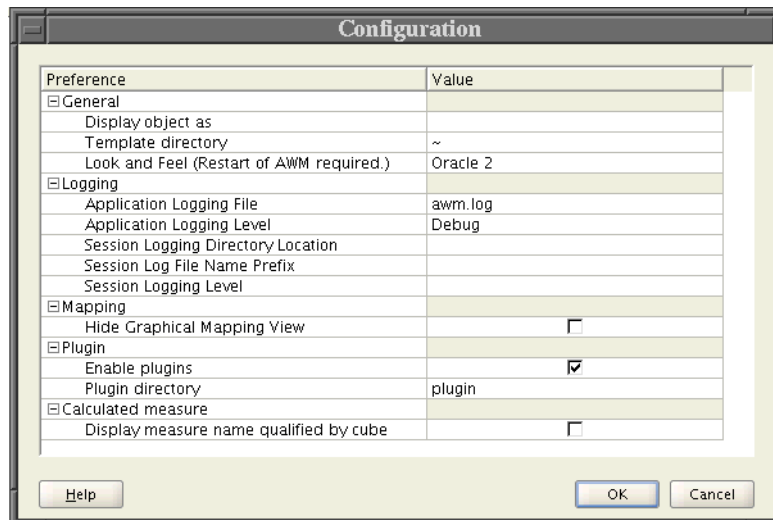 Configuration
Preference Value
General
Display object as
Template directory ~
Look and Feel (Restart of AWM required.) Oracle 2
Logging
Application Logging File awm.log
Application Logging Level Debug
Session Logging Directory Location
Session Log File Name Prefix
Session Logging Level
Mapping
Hide Graphical Mapping View
Plugin
Enable plugins
Plugin directory plugin
Calculated measure
Display measure name qualified by cube
Help OK Cancel